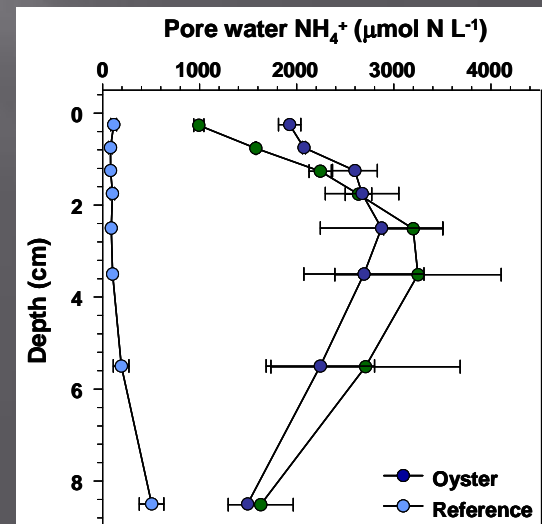 Pore water NH₄⁺ (μmol N L⁻¹)
0 1000 2000 3000 4000
0
2
4
6
8
Depth (cm)
Oyster
Reference